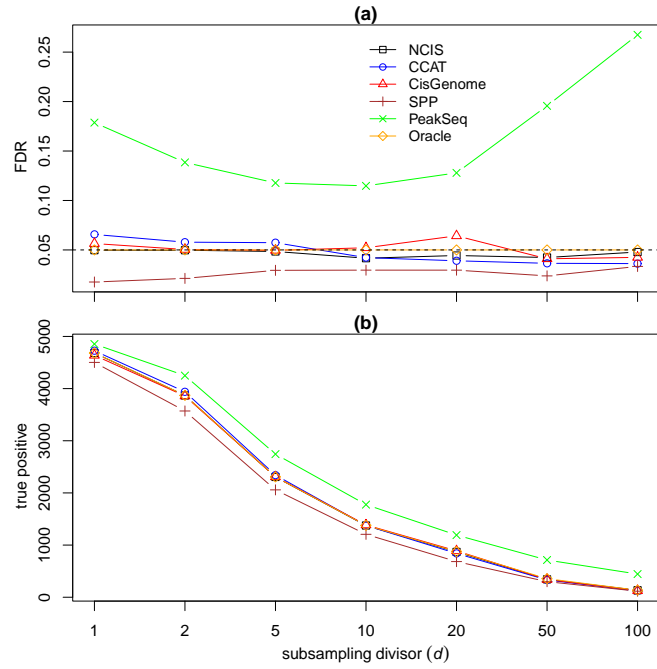 (a)
FDR
0.05 0.10 0.15 0.20 0.25
NCIS
CCAT
CisGenome
SPP
PeakSeq
Oracle
(b)
true positive
0 1000 2000 3000 4000 5000
1 2 5 10 20 50 100
subsampling divisor (d)